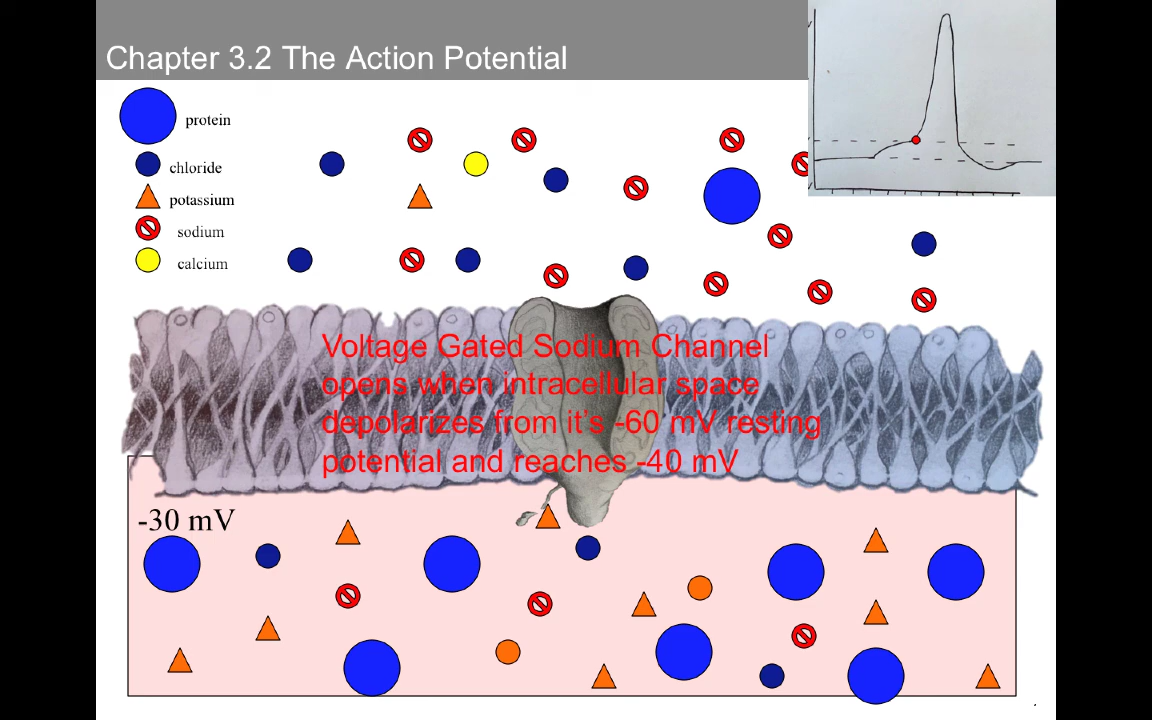 Chapter 3.2 The Action Potential
protein
chloride
potassium
sodium
calcium
Voltage Gated Sodium Channel
opens when intracellular space
depolarizes from it's -60 mV resting
potential and reaches -40 mV
-30 mV